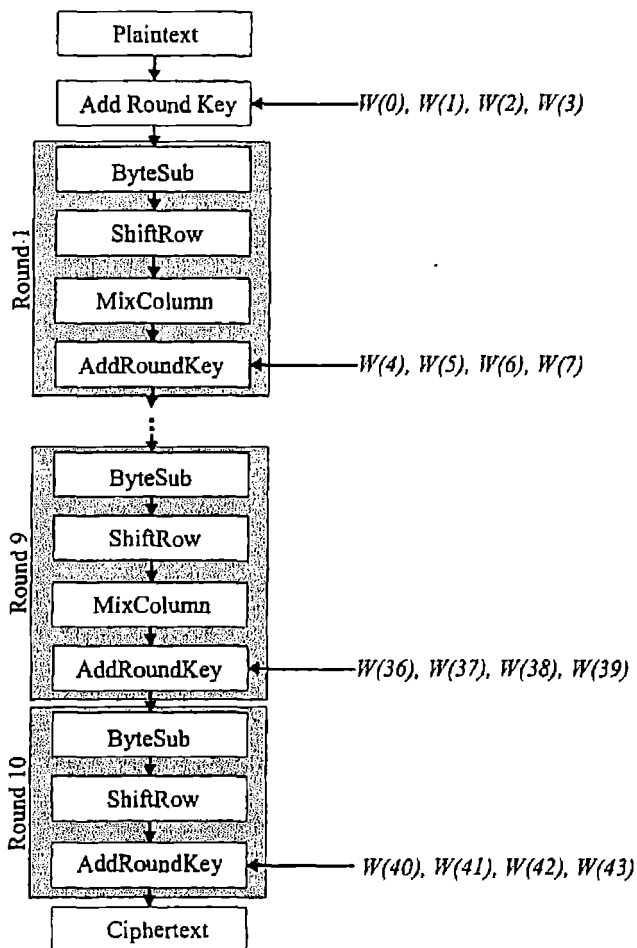 Plaintext
Add Round Key
W(0), W(1), W(2), W(3)
Round 1
ByteSub
ShiftRow
MixColumn
AddRoundKey
W(4), W(5), W(6), W(7)
Round 9
ByteSub
ShiftRow
MixColumn
AddRoundKey
W(36), W(37), W(38), W(39)
Round 10
ByteSub
ShiftRow
AddRoundKey
W(40), W(41), W(42), W(43)
Ciphertext